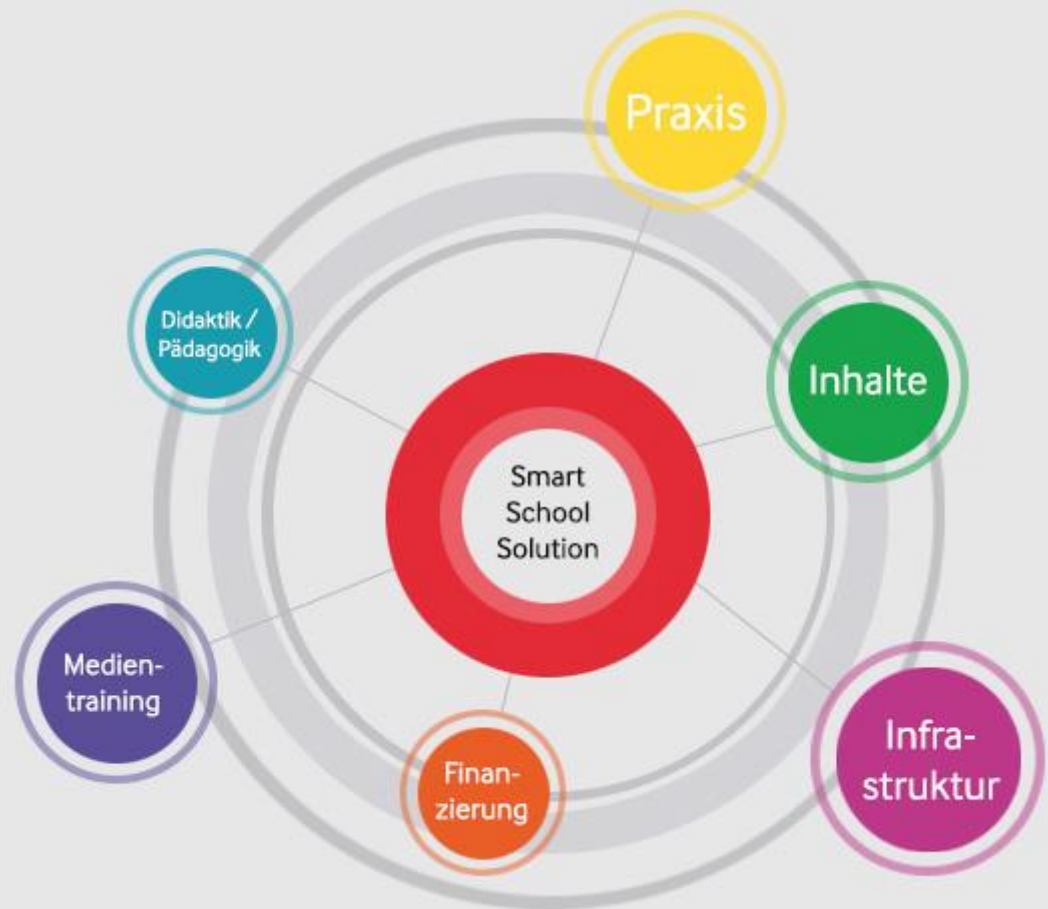 Praxis
Didaktik /
Pädagogik
Inhalte
Smart
School
Solution
Medien-
training
Finan-
zierung
Infra-
struktur